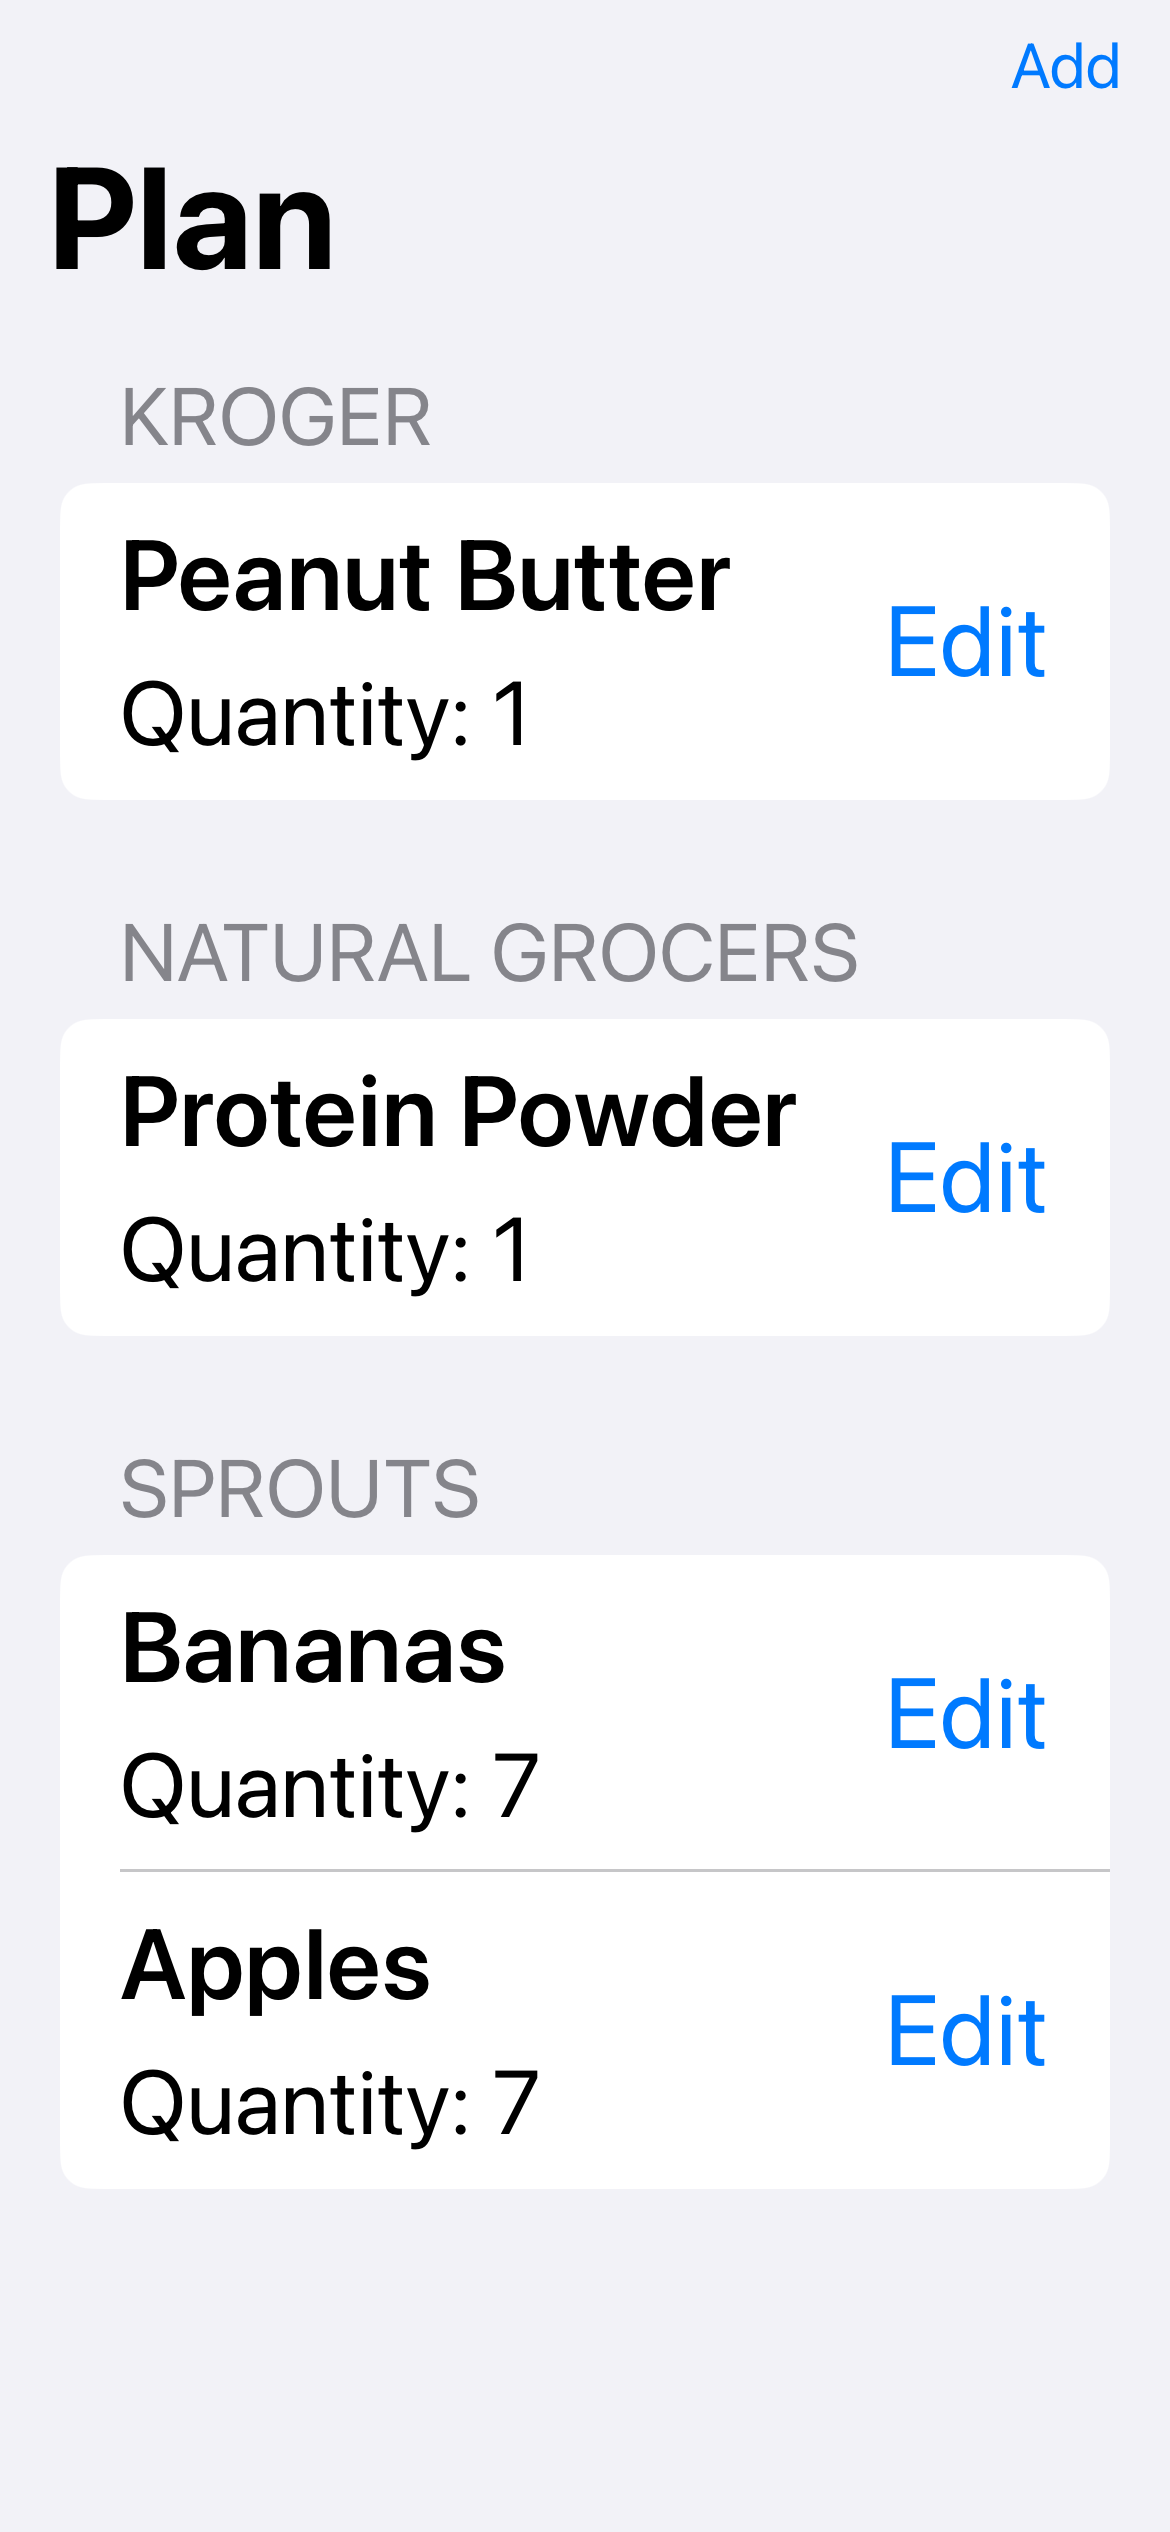 Add
Plan
KROGER
Peanut Butter
Edit
Quantity: 1
NATURAL GROCERS
Protein Powder
Edit
Quantity: 1
SPROUTS
Bananas
Edit
Quantity: 7
Apples
Edit
Quantity: 7